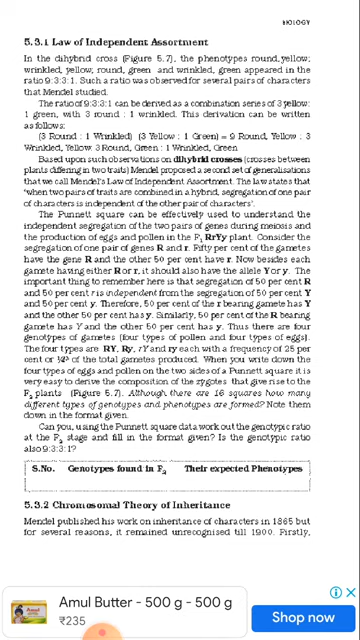 BIOLOGY
5.3.1 Law of Independent Assortment
In the dihybrid cross (Figure 5.7), the phenotypes round, yellow;
wrinkled, yellow; round, green and wrinkled, green appeared in the
ratio 9:3:3:1. Such a ratio was observed for several pairs of characters
that Mendel studied.
The ratio of 9:3:3:1 can be derived as a combination series of 3 yellow:
1 green, with 3 round : 1 wrinkled. This derivation can be written
as follows:
(3 Round : 1 Wrinkled) (3 Yellow : 1 Green) = 9 Round, Yellow : 3
Wrinkled, Yellow: 3 Round, Green : 1 Wrinkled, Green
Based upon such observations on dihybrid crosses (crosses between
plants differing in two traits) Mendel proposed a second set of generalisations
that we call Mendel's Law of Independent Assortment. The law states that
'when two pairs of traits are combined in a hybrid, segregation of one pair
of characters is independent of the other pair of characters'.
The Punnett square can be effectively used to understand the
independent segregation of the two pairs of genes during meiosis and
the production of eggs and pollen in the F1 RrYy plant. Consider the
segregation of one pair of genes R and r. Fifty per cent of the gametes
have the gene R and the other 50 per cent have r. Now besides each
gamete having either R or r, it should also have the allele Y or y. The
important thing to remember here is that segregation of 50 per cent R
and 50 per cent r is independent from the segregation of 50 per cent Y
and 50 per cent y. Therefore, 50 per cent of the r bearing gamete has Y
and the other 50 per cent has y. Similarly, 50 per cent of the R bearing
gamete has Y and the other 50 per cent has y. Thus there are four
genotypes of gametes (four types of pollen and four types of eggs).
The four types are RY, Ry, rY and ry each with a frequency of 25 per
cent or ¼th of the total gametes produced. When you write down the
four types of eggs and pollen on the two sides of a Punnett square it is
very easy to derive the composition of the zygotes that give rise to the
F2 plants (Figure 5.7). Although there are 16 squares how many
different types of genotypes and phenotypes are formed? Note them
down in the format given.
Can you, using the Punnett square data work out the genotypic ratio
at the F2 stage and fill in the format given? Is the genotypic ratio
also 9:3:3:1?
S.No. Genotypes found in F2 Their expected Phenotypes
5.3.2 Chromosomal Theory of Inheritance
Mendel published his work on inheritance of characters in 1865 but
for several reasons, it remained unrecognised till 1900. Firstly,
Amul Butter - 500 g - 500 g
₹235
Shop now
Amul